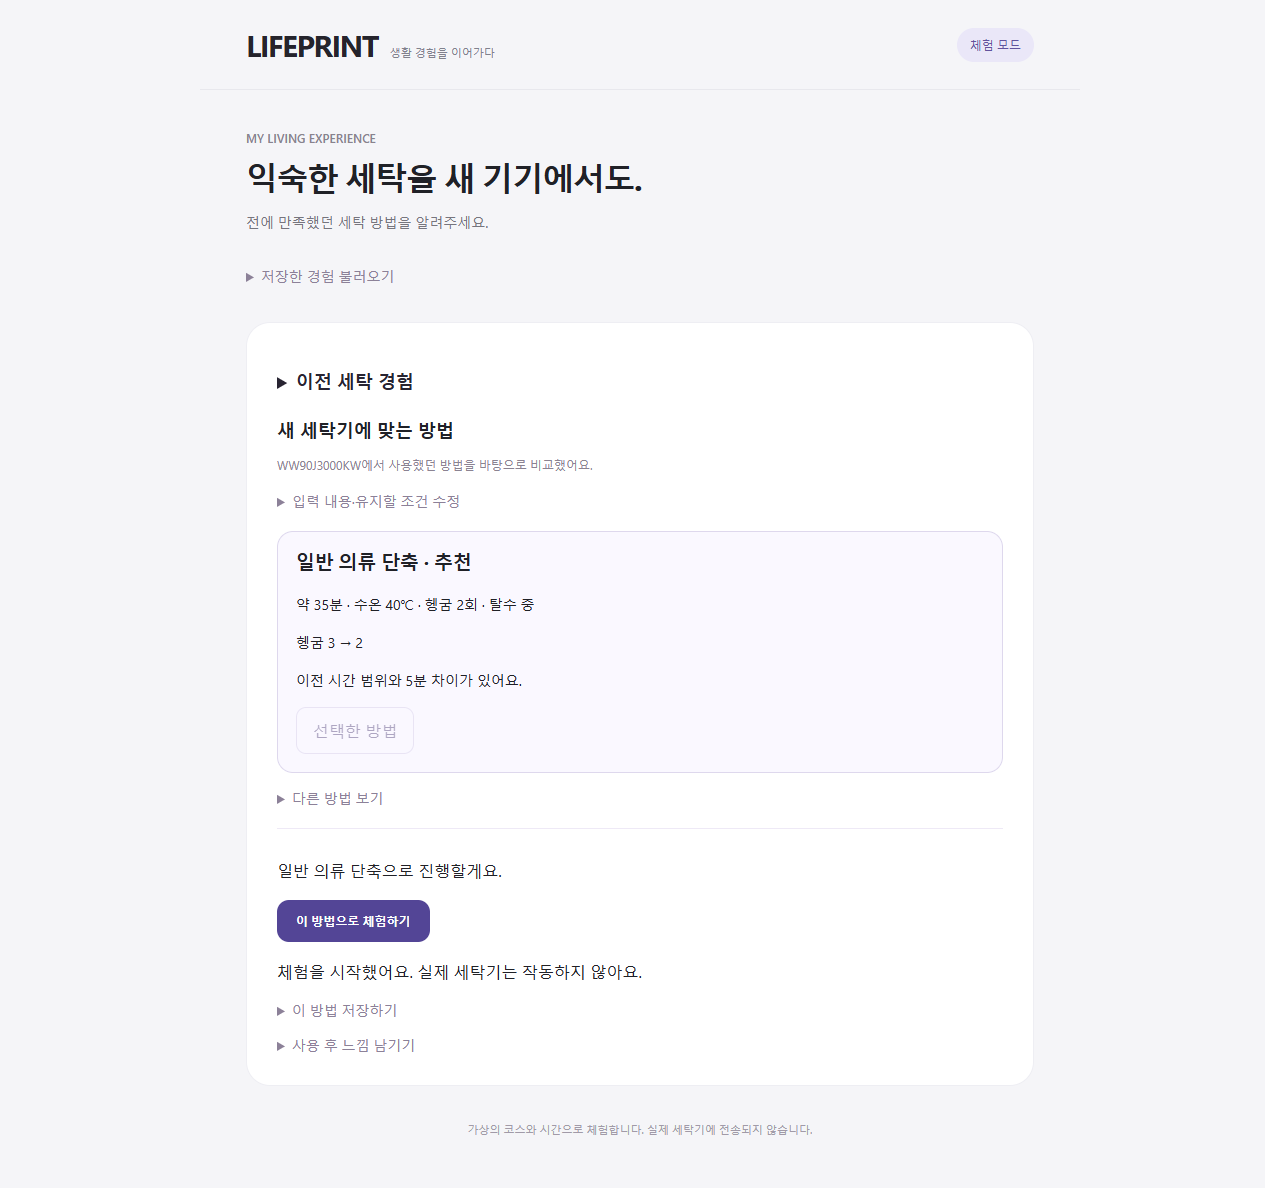 LIFEPRINT 생활 경험을 이어가다
체험 모드
MY LIVING EXPERIENCE
익숙한 세탁을 새 기기에서도.
전에 만족했던 세탁 방법을 알려주세요.
▶ 저장한 경험 불러오기
▶ 이전 세탁 경험
새 세탁기에 맞는 방법
WW90J3000KW에서 사용했던 방법을 바탕으로 비교했어요.
▶ 입력 내용·유지할 조건 수정
일반 의류 단축 · 추천
약 35분 · 수온 40℃ · 헹굼 2회 · 탈수 중
헹굼 3 → 2
이전 시간 범위와 5분 차이가 있어요.
선택한 방법
▶ 다른 방법 보기
일반 의류 단축으로 진행할게요.
이 방법으로 체험하기
체험을 시작했어요. 실제 세탁기는 작동하지 않아요.
▶ 이 방법 저장하기
▶ 사용 후 느낌 남기기
가상의 코스와 시간으로 체험합니다. 실제 세탁기에 전송되지 않습니다.